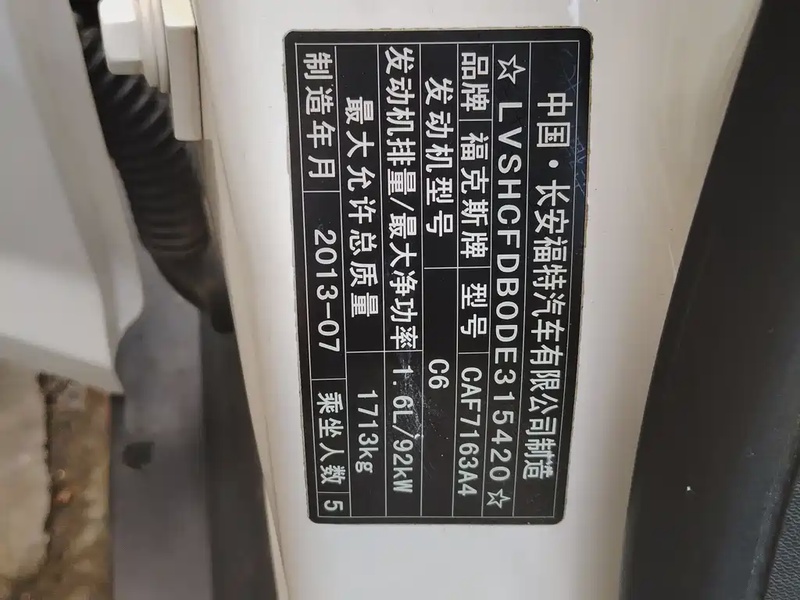 中国·长安福特汽车有限公司制造
☆LVSHCFDB0DE315420☆
品牌 福克斯牌 型号 CAF7163A4
发动机型号 C6
发动机排量/最大净功率 1.6L/92kW
最大允许总质量 1713kg
制造年月 2013-07 乘坐人数 5